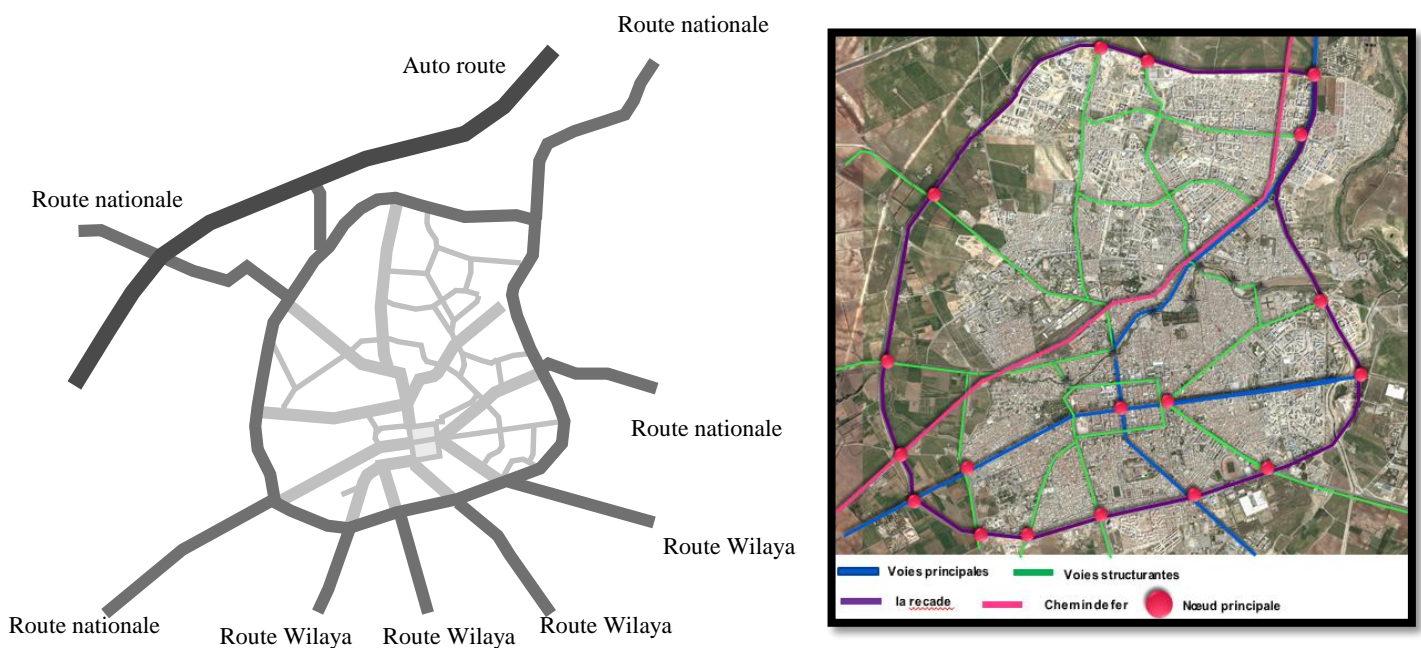 Route nationale
Auto route
Route nationale
Route nationale
Route Wilaya
Route nationale
Route Wilaya
Route Wilaya
Route Wilaya
Voies principales
Voies structurantes
la recade
Chemin de fer
Nœud principale